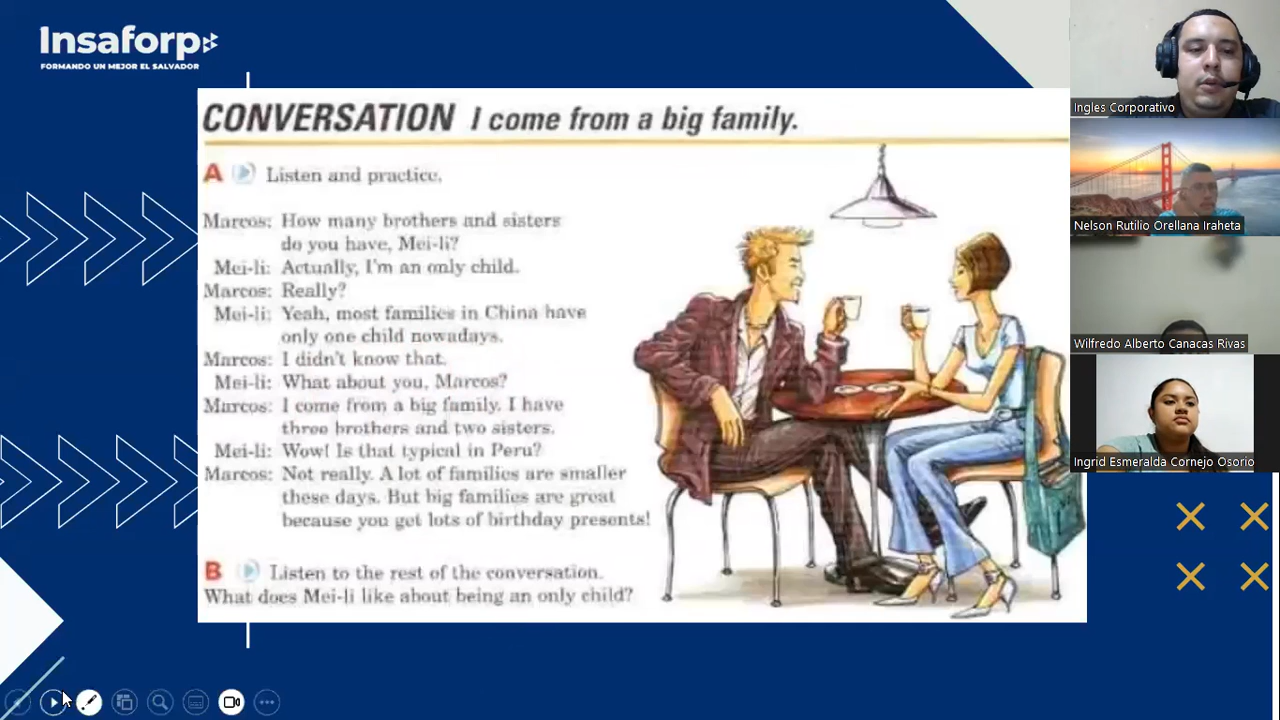 Insaforp
FORMANDO UN MEJOR EL SALVADOR
CONVERSATION I come from a big family.
A Listen and practice.
Marcos: How many brothers and sisters
do you have, Mei-li?
Mei-li: Actually, I'm an only child.
Marcos: Really?
Mei-li: Yeah, most families in China have
only one child nowadays.
Marcos: I didn't know that.
Mei-li: What about you, Marcos?
Marcos: I come from a big family. I have
three brothers and two sisters.
Mei-li: Wow! Is that typical in Peru?
Marcos: Not really. A lot of families are smaller
these days. But big families are great
because you get lots of birthday presents!
B Listen to the rest of the conversation.
What does Mei-li like about being an only child?
Ingles Corporativo
Nelson Rutilio Orellana Iraheta
Wilfredo Alberto Canacas Rivas
Ingrid Esmeralda Cornejo Osorio